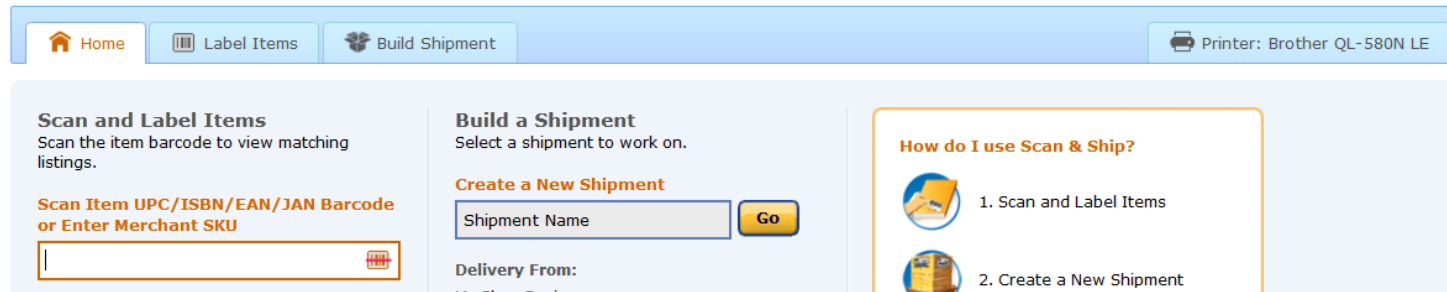 Home
Label Items
Build Shipment
Printer: Brother QL-580N LE
Scan and Label Items
Scan the item barcode to view matching
listings.
Scan Item UPC/ISBN/EAN/JAN Barcode
or Enter Merchant SKU
Build a Shipment
Select a shipment to work on.
Create a New Shipment
Shipment Name
Go
Delivery From:
How do I use Scan & Ship?
1. Scan and Label Items
2. Create a New Shipment